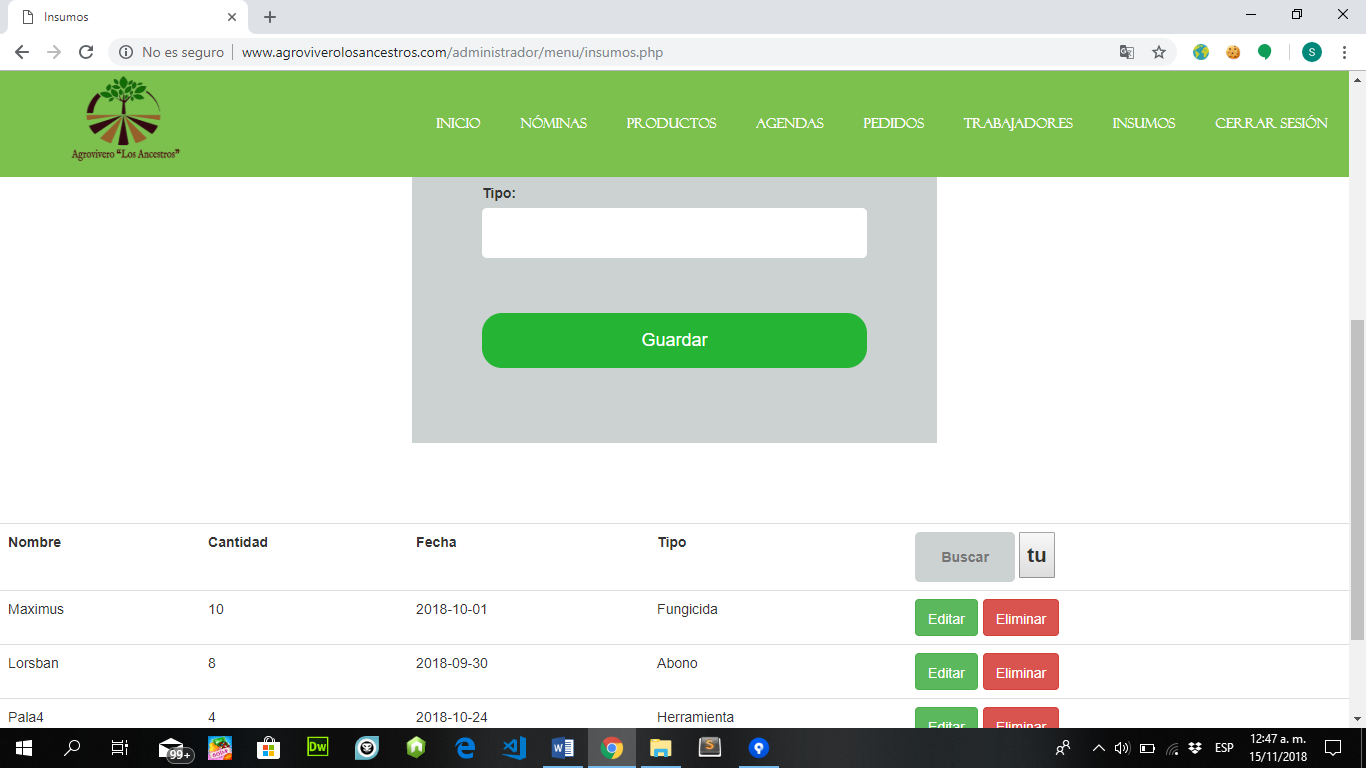 Insumos
No es seguro | www.agroviverolosancestros.com/administrador/menu/insumos.php
S
Agrovivero "Los Ancestros"
INICIO NÓMINAS PRODUCTOS AGENDAS PEDIDOS TRABAJADORES INSUMOS CERRAR SESIÓN
Tipo:
Guardar
Nombre Cantidad Fecha Tipo Buscar tu
Maximus 10 2018-10-01 Fungicida Editar Eliminar
Lorsban 8 2018-09-30 Abono Editar Eliminar
Pala4 4 2018-10-24 Herramienta Editar Eliminar
99+ Dw W S ESP 12:47 a. m.
15/11/2018